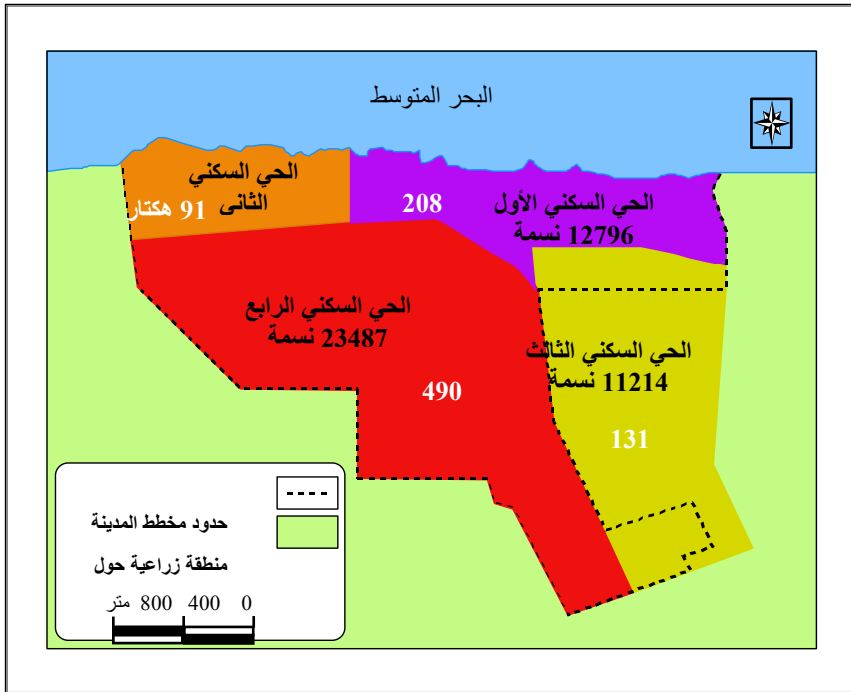 البحر المتوسط
الحي السكني الأول
12796 نسمة
208
الحي السكني
الثانى
91 هكتار
الحي السكني الرابع
23487 نسمة
490
الحي السكني الثالث
11214 نسمة
131
حدود مخطط المدينة
منطقة زراعية حول
0 400 800 متر